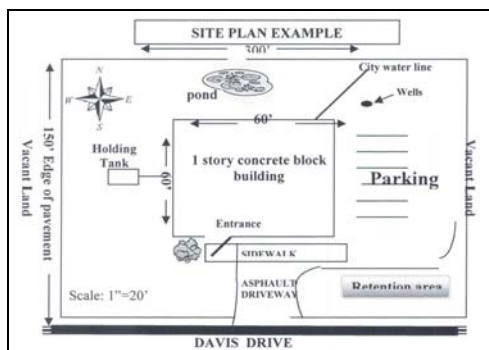 SITE PLAN EXAMPLE
300'
City water line
N
W E
S
pond
Wells
60'
Vacant Land
150' Edge of pavement
Holding
Tank
60'
1 story concrete block
building
Parking
Vacant Land
Entrance
SIDEWALK
ASPHAULT
DRIVEWAY
Retention area
Scale: 1"=20'
DAVIS DRIVE